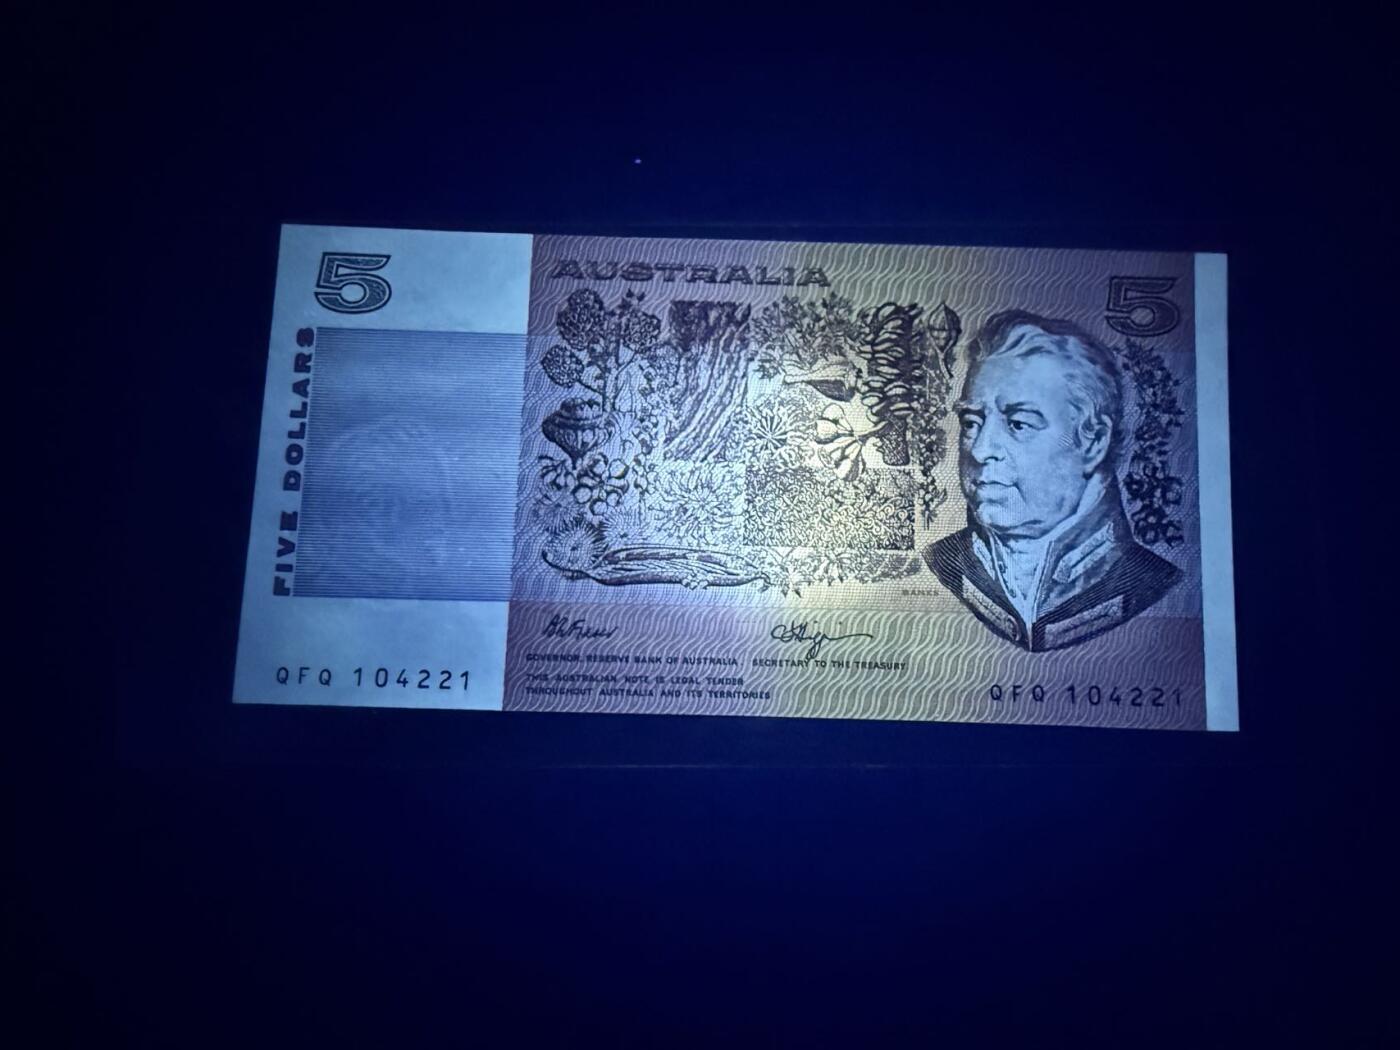 5
AUSTRALIA
5
FIVE DOLLARS
BANKS
GOVERNOR, RESERVE BANK OF AUSTRALIA. SECRETARY TO THE TREASURY
THIS AUSTRALIAN NOTE IS LEGAL TENDER
THROUGHOUT AUSTRALIA AND ITS TERRITORIES
QFQ 104221
QFQ 104221